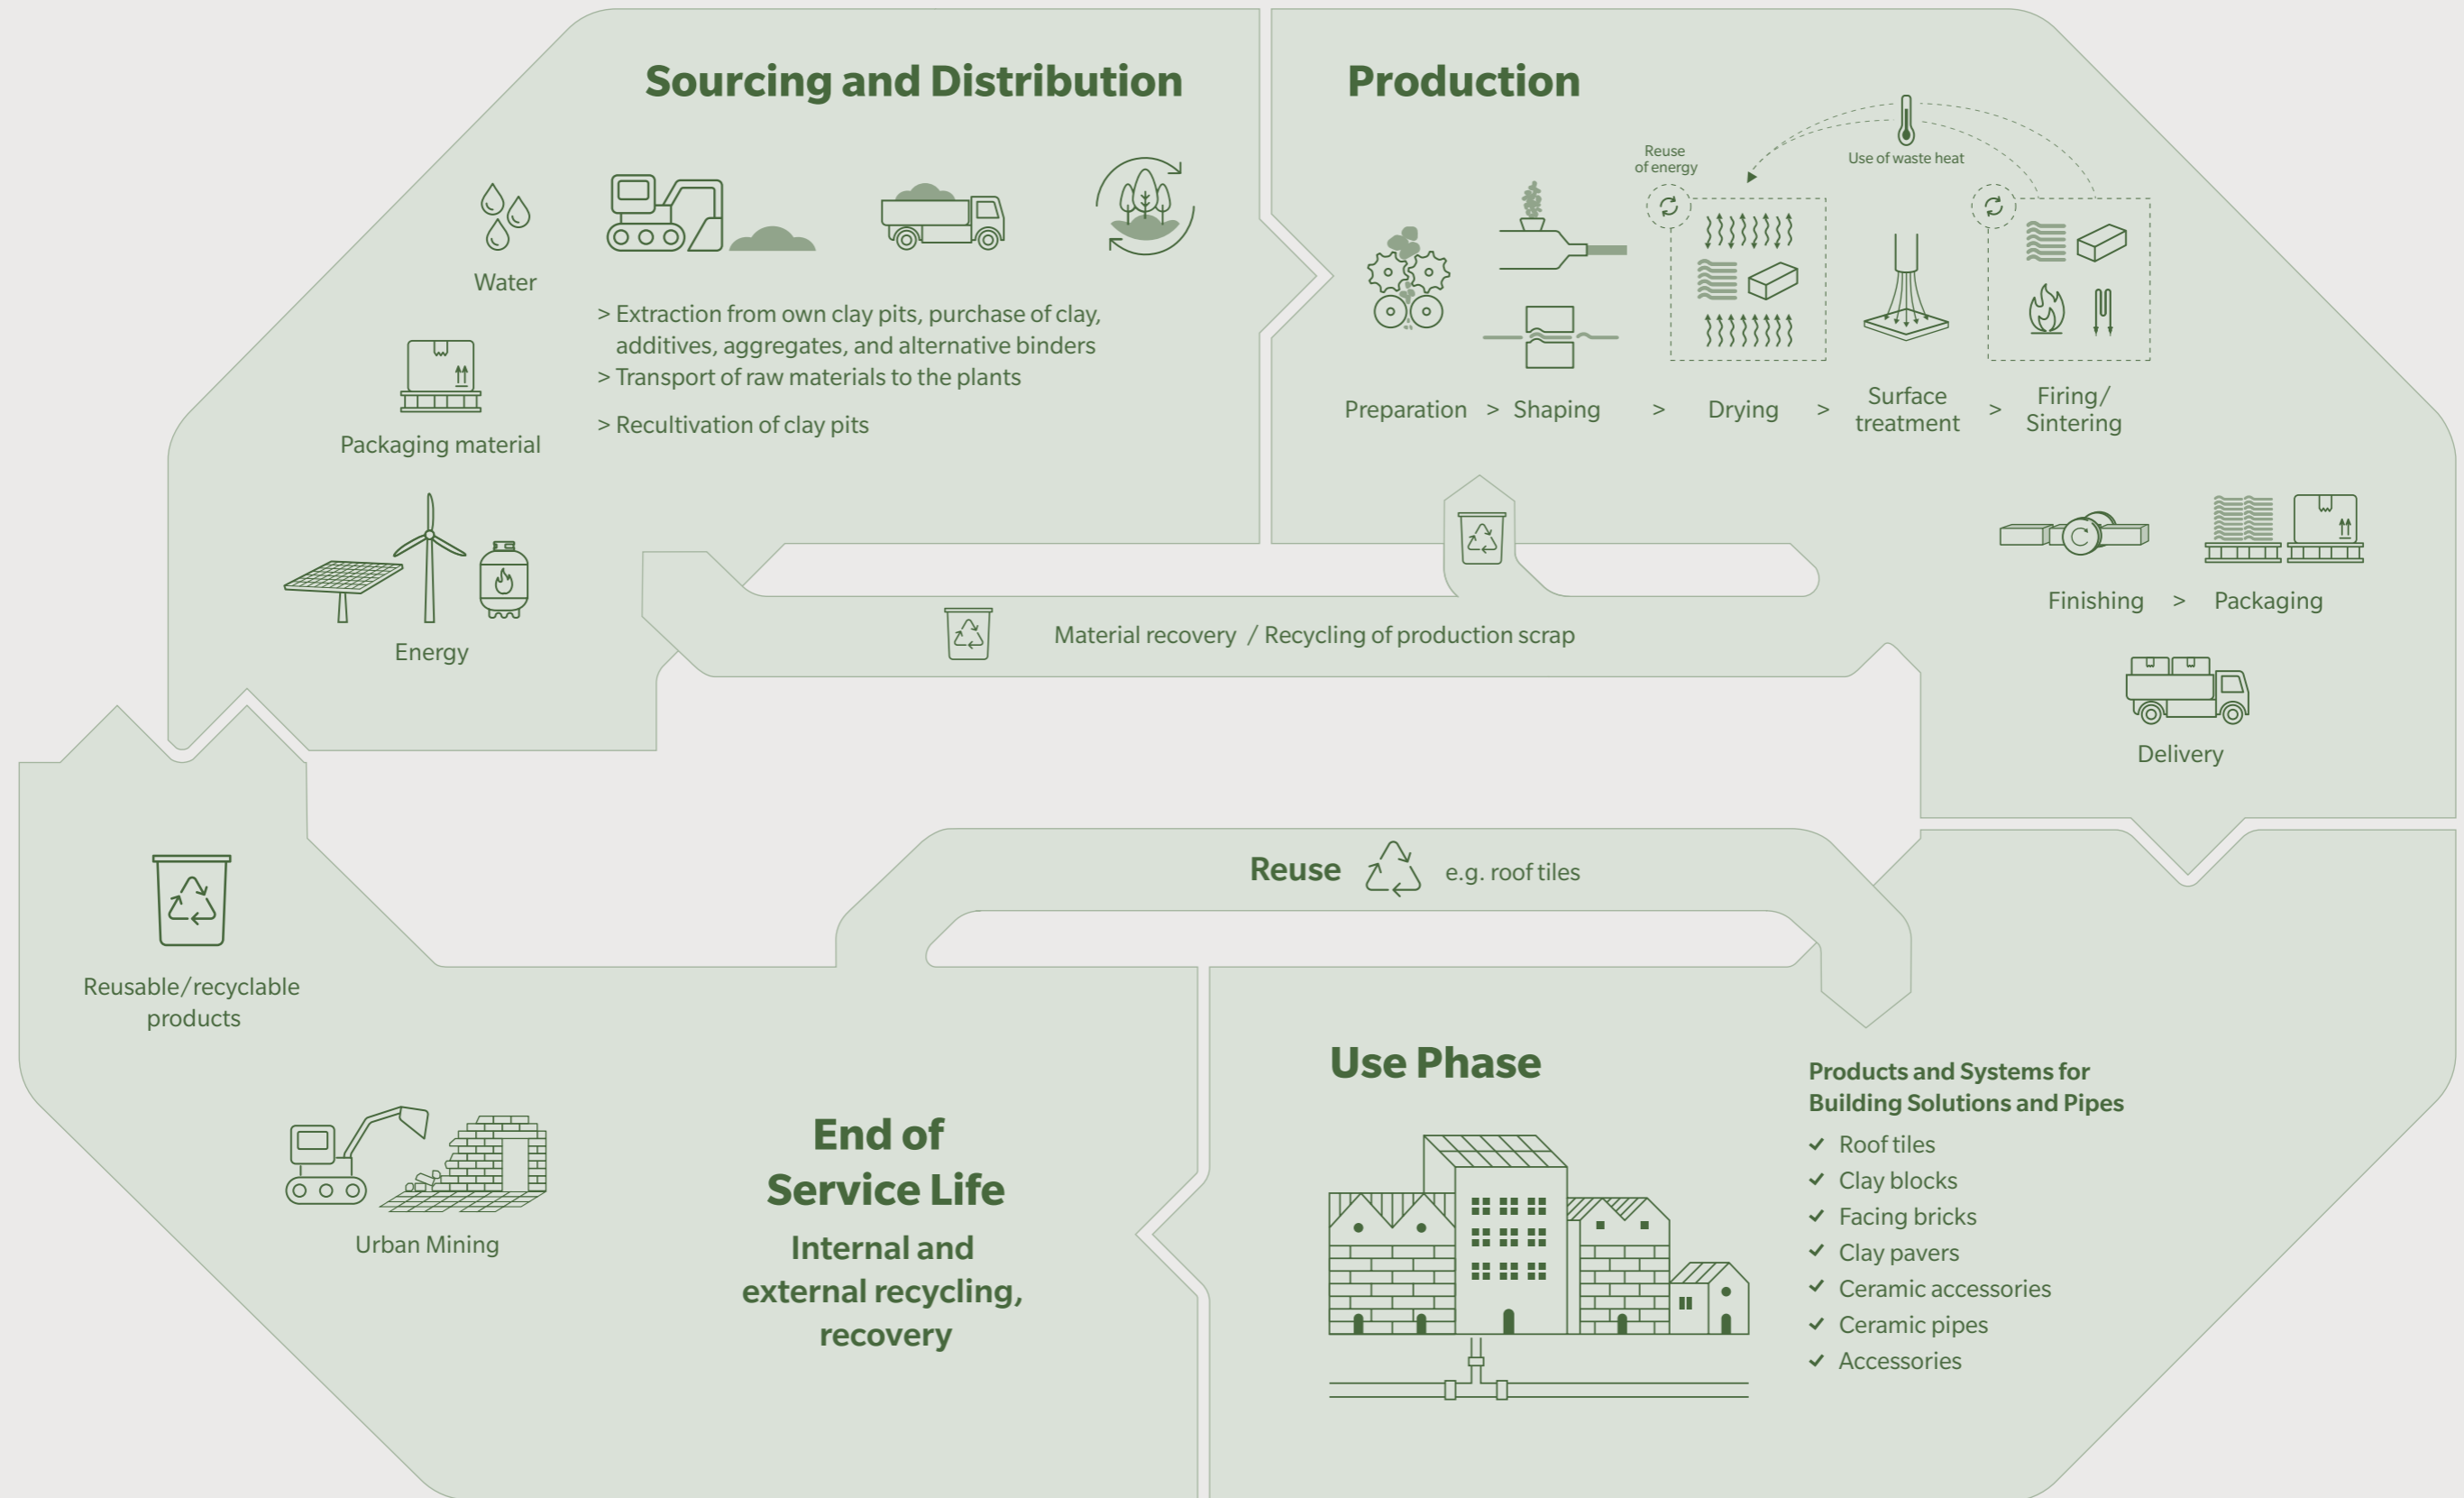 Sourcing and Distribution
Water
Packaging material
Energy
> Extraction from own clay pits, purchase of clay,
additives, aggregates, and alternative binders
> Transport of raw materials to the plants
> Recultivation of clay pits
Production
Reuse
of energy
Use of waste heat
Preparation > Shaping > Drying > Surface treatment > Firing/ Sintering
Finishing > Packaging
Delivery
Material recovery / Recycling of production scrap
Reuse e.g. roof tiles
Use Phase
Products and Systems for
Building Solutions and Pipes
Roof tiles
Clay blocks
Facing bricks
Clay pavers
Ceramic accessories
Ceramic pipes
Accessories
End of
Service Life
Internal and
external recycling,
recovery
Urban Mining
Reusable/recyclable
products